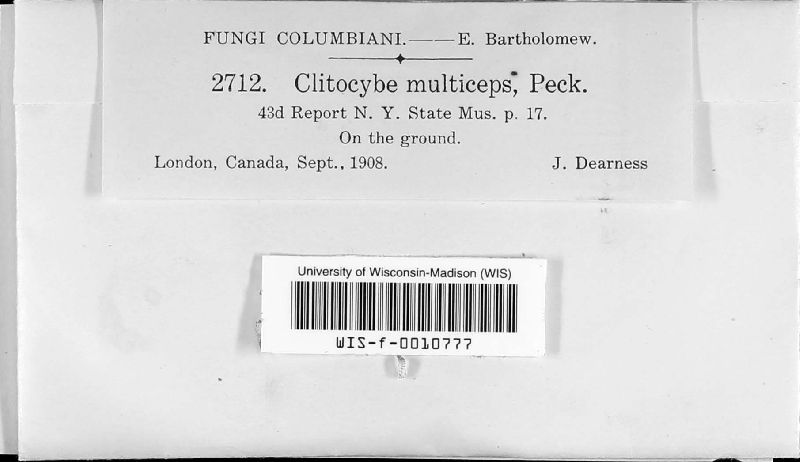 FUNGI COLUMBIANI.——E. Bartholomew.
2712. Clitocybe multiceps, Peck.
43d Report N. Y. State Mus. p. 17.
On the ground.
London, Canada, Sept., 1908. J. Dearness
University of Wisconsin-Madison (WIS)
WIS-f-0010777